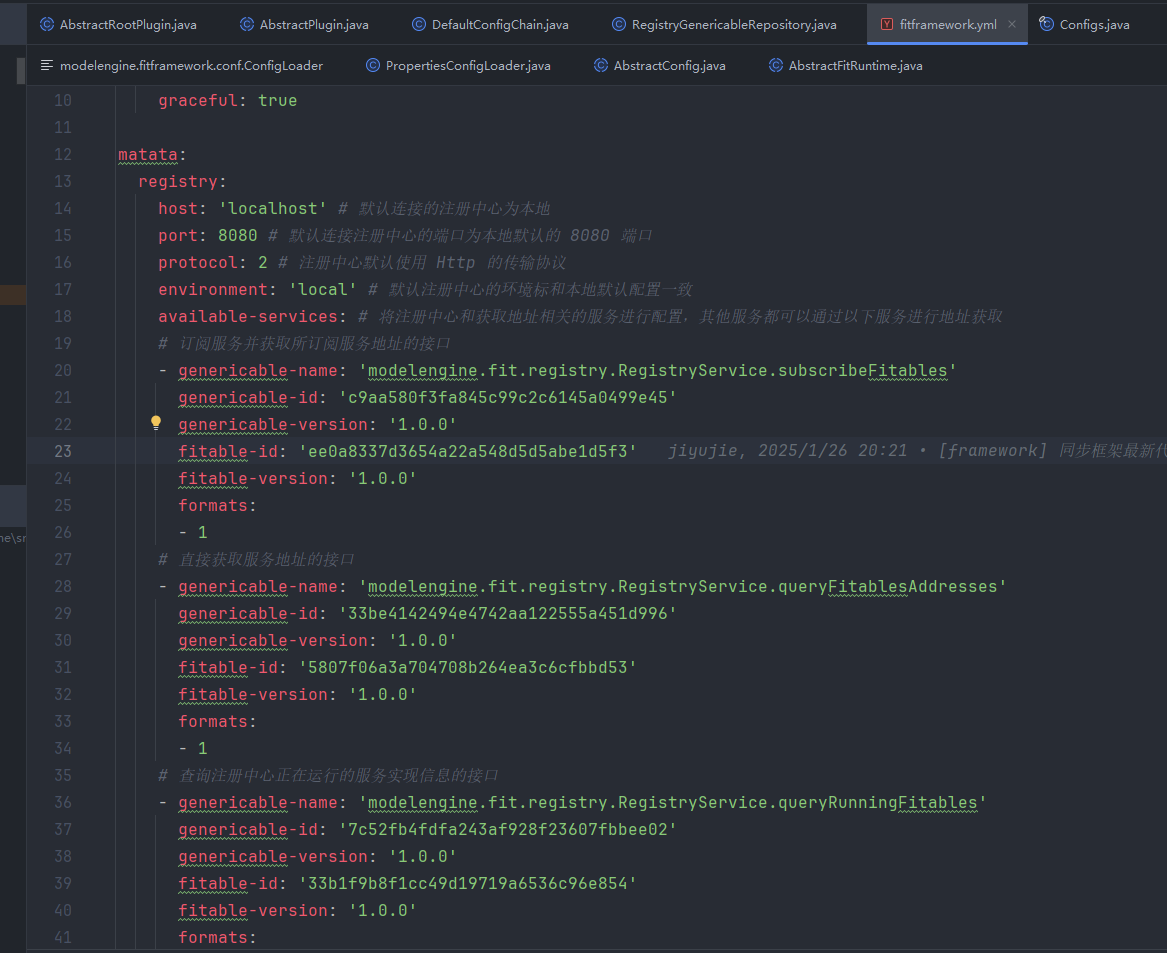 AbstractRootPlugin.java AbstractPlugin.java DefaultConfigChain.java RegistryGenericableRepository.java fitframework.yml Configs.java
modelengine.fitframework.conf.ConfigLoader PropertiesConfigLoader.java AbstractConfig.java AbstractFitRuntime.java
10 graceful: true
11
12 matata:
13 registry:
14 host: 'localhost' # 默认连接的注册中心为本地
15 port: 8080 # 默认连接注册中心的端口为本地默认的 8080 端口
16 protocol: 2 # 注册中心默认使用 Http 的传输协议
17 environment: 'local' # 默认注册中心的环境标和本地默认配置一致
18 available-services: # 将注册中心和获取地址相关的服务进行配置，其他服务都可以通过以下服务进行地址获取
19 # 订阅服务并获取所订阅服务地址的接口
20 - genericable-name: 'modelengine.fit.registry.RegistryService.subscribeFitables'
21 genericable-id: 'c9aa580f3fa845c99c2c6145a0499e45'
22 genericable-version: '1.0.0'
23 fitable-id: 'ee0a8337d3654a22a548d5d5abe1d5f3' jiyujie, 2025/1/26 20:21 • [framework] 同步框架最新代
24 fitable-version: '1.0.0'
25 formats:
26 - 1
27 # 直接获取服务地址的接口
28 - genericable-name: 'modelengine.fit.registry.RegistryService.queryFitablesAddresses'
29 genericable-id: '33be4142494e4742aa122555a451d996'
30 genericable-version: '1.0.0'
31 fitable-id: '5807f06a3a704708b264ea3c6cfbbd53'
32 fitable-version: '1.0.0'
33 formats:
34 - 1
35 # 查询注册中心正在运行的服务实现信息的接口
36 - genericable-name: 'modelengine.fit.registry.RegistryService.queryRunningFitables'
37 genericable-id: '7c52fb4fdfa243af928f23607fbbee02'
38 genericable-version: '1.0.0'
ne\sr
39 fitable-id: '33b1f9b8f1cc49d19719a6536c96e854'
40 fitable-version: '1.0.0'
41 formats: